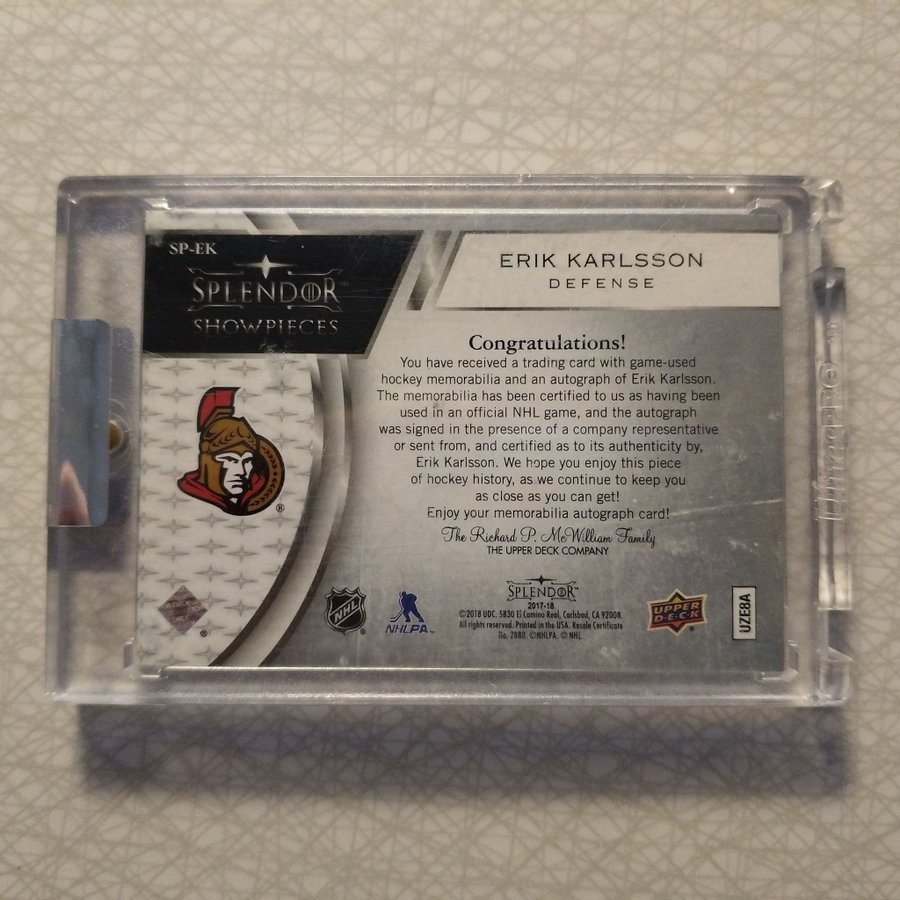 SP-EK
SPLENDOR™
SHOWPIECES
ERIK KARLSSON
DEFENSE
Congratulations!
You have received a trading card with game-used
hockey memorabilia and an autograph of Erik Karlsson.
The memorabilia has been certified to us as having been
used in an official NHL game, and the autograph
was signed in the presence of a company representative
or sent from, and certified as to its authenticity by,
Erik Karlsson. We hope you enjoy this piece
of hockey history, as we continue to keep you
as close as you can get!
Enjoy your memorabilia autograph card!
The Richard P. McWilliam Family
THE UPPER DECK COMPANY
®
®
NHL ®
NHLPA™
SPLENDOR™
2017-18
©2018 UDC. 5830 El Camino Real, Carlsbad, CA 92008.
All rights reserved. Printed in the USA. Resale Certificate
No. 2880. ©NHLPA. © NHL.
UPPER
DECK
UZE8A